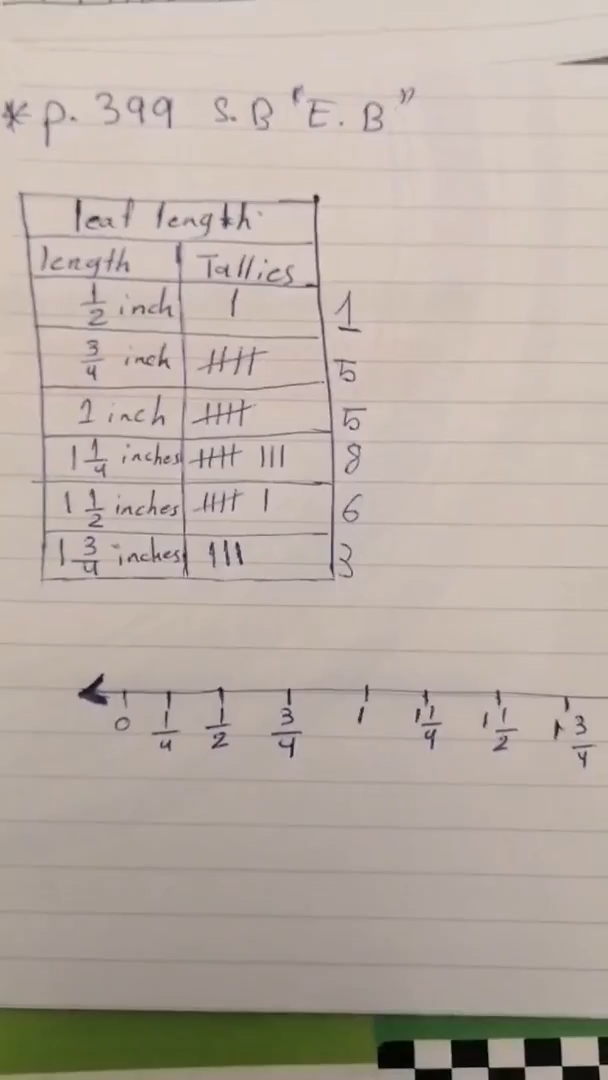 * p. 399 S.B "E.B"
leaf length
length Tallies
1/2 inch | 1
3/4 inch 𝍸 5
1 inch 𝍸 5
1 1/4 inches 𝍸 ||| 8
1 1/2 inches 𝍸 | 6
1 3/4 inches ||| 3
0 1/4 1/2 3/4 1 1 1/4 1 1/2 1 3/4